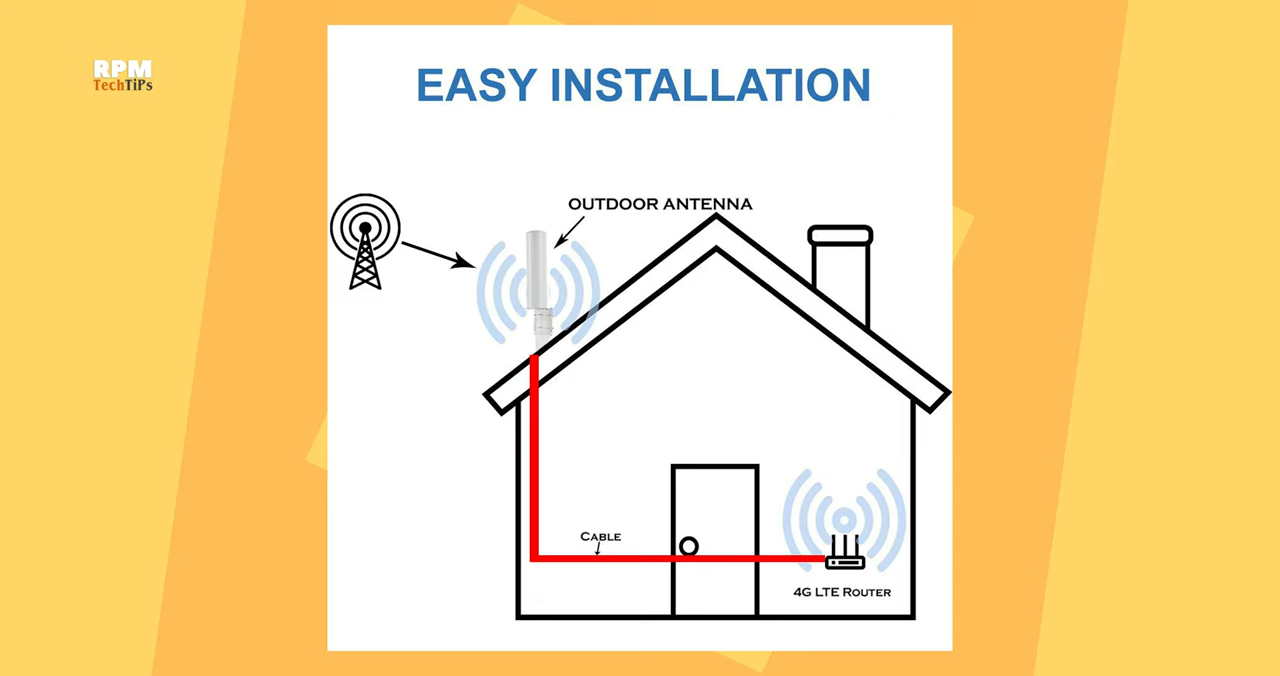 RPM
TechTiPs
EASY INSTALLATION
OUTDOOR ANTENNA
CABLE
4G LTE ROUTER